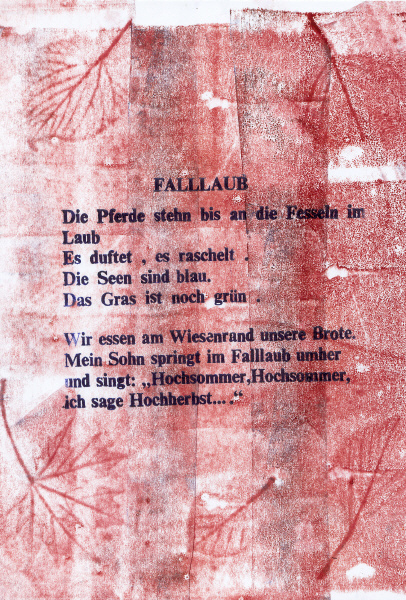 FALLLAUB
Die Pferde stehn bis an die Fesseln im
Laub
Es duftet , es raschelt .
Die Seen sind blau.
Das Gras ist noch grün .
Wir essen am Wiesenrand unsere Brote.
Mein Sohn springt im Falllaub umher
und singt: „Hochsommer,Hochsommer,
ich sage Hochherbst....“